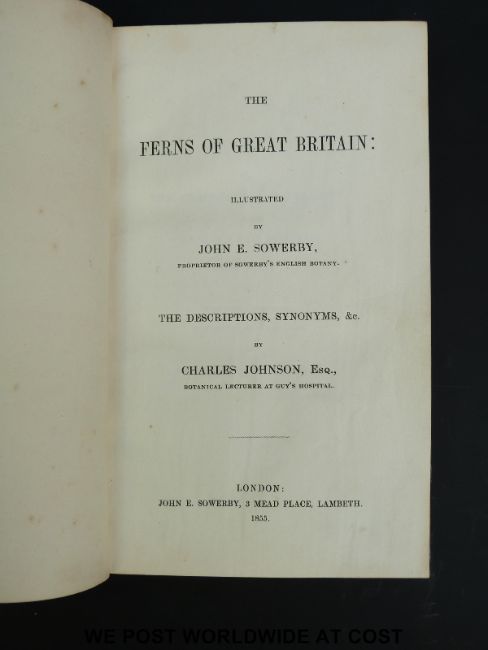 THE
FERNS OF GREAT BRITAIN:
ILLUSTRATED
BY
JOHN E. SOWERBY,
PROPRIETOR OF SOWERBY'S ENGLISH BOTANY.
THE DESCRIPTIONS, SYNONYMS, &c.
BY
CHARLES JOHNSON, Esq.,
BOTANICAL LECTURER AT GUY'S HOSPITAL.
LONDON:
JOHN E. SOWERBY, 3 MEAD PLACE, LAMBETH.
1855.
WE POST WORLDWIDE AT COST